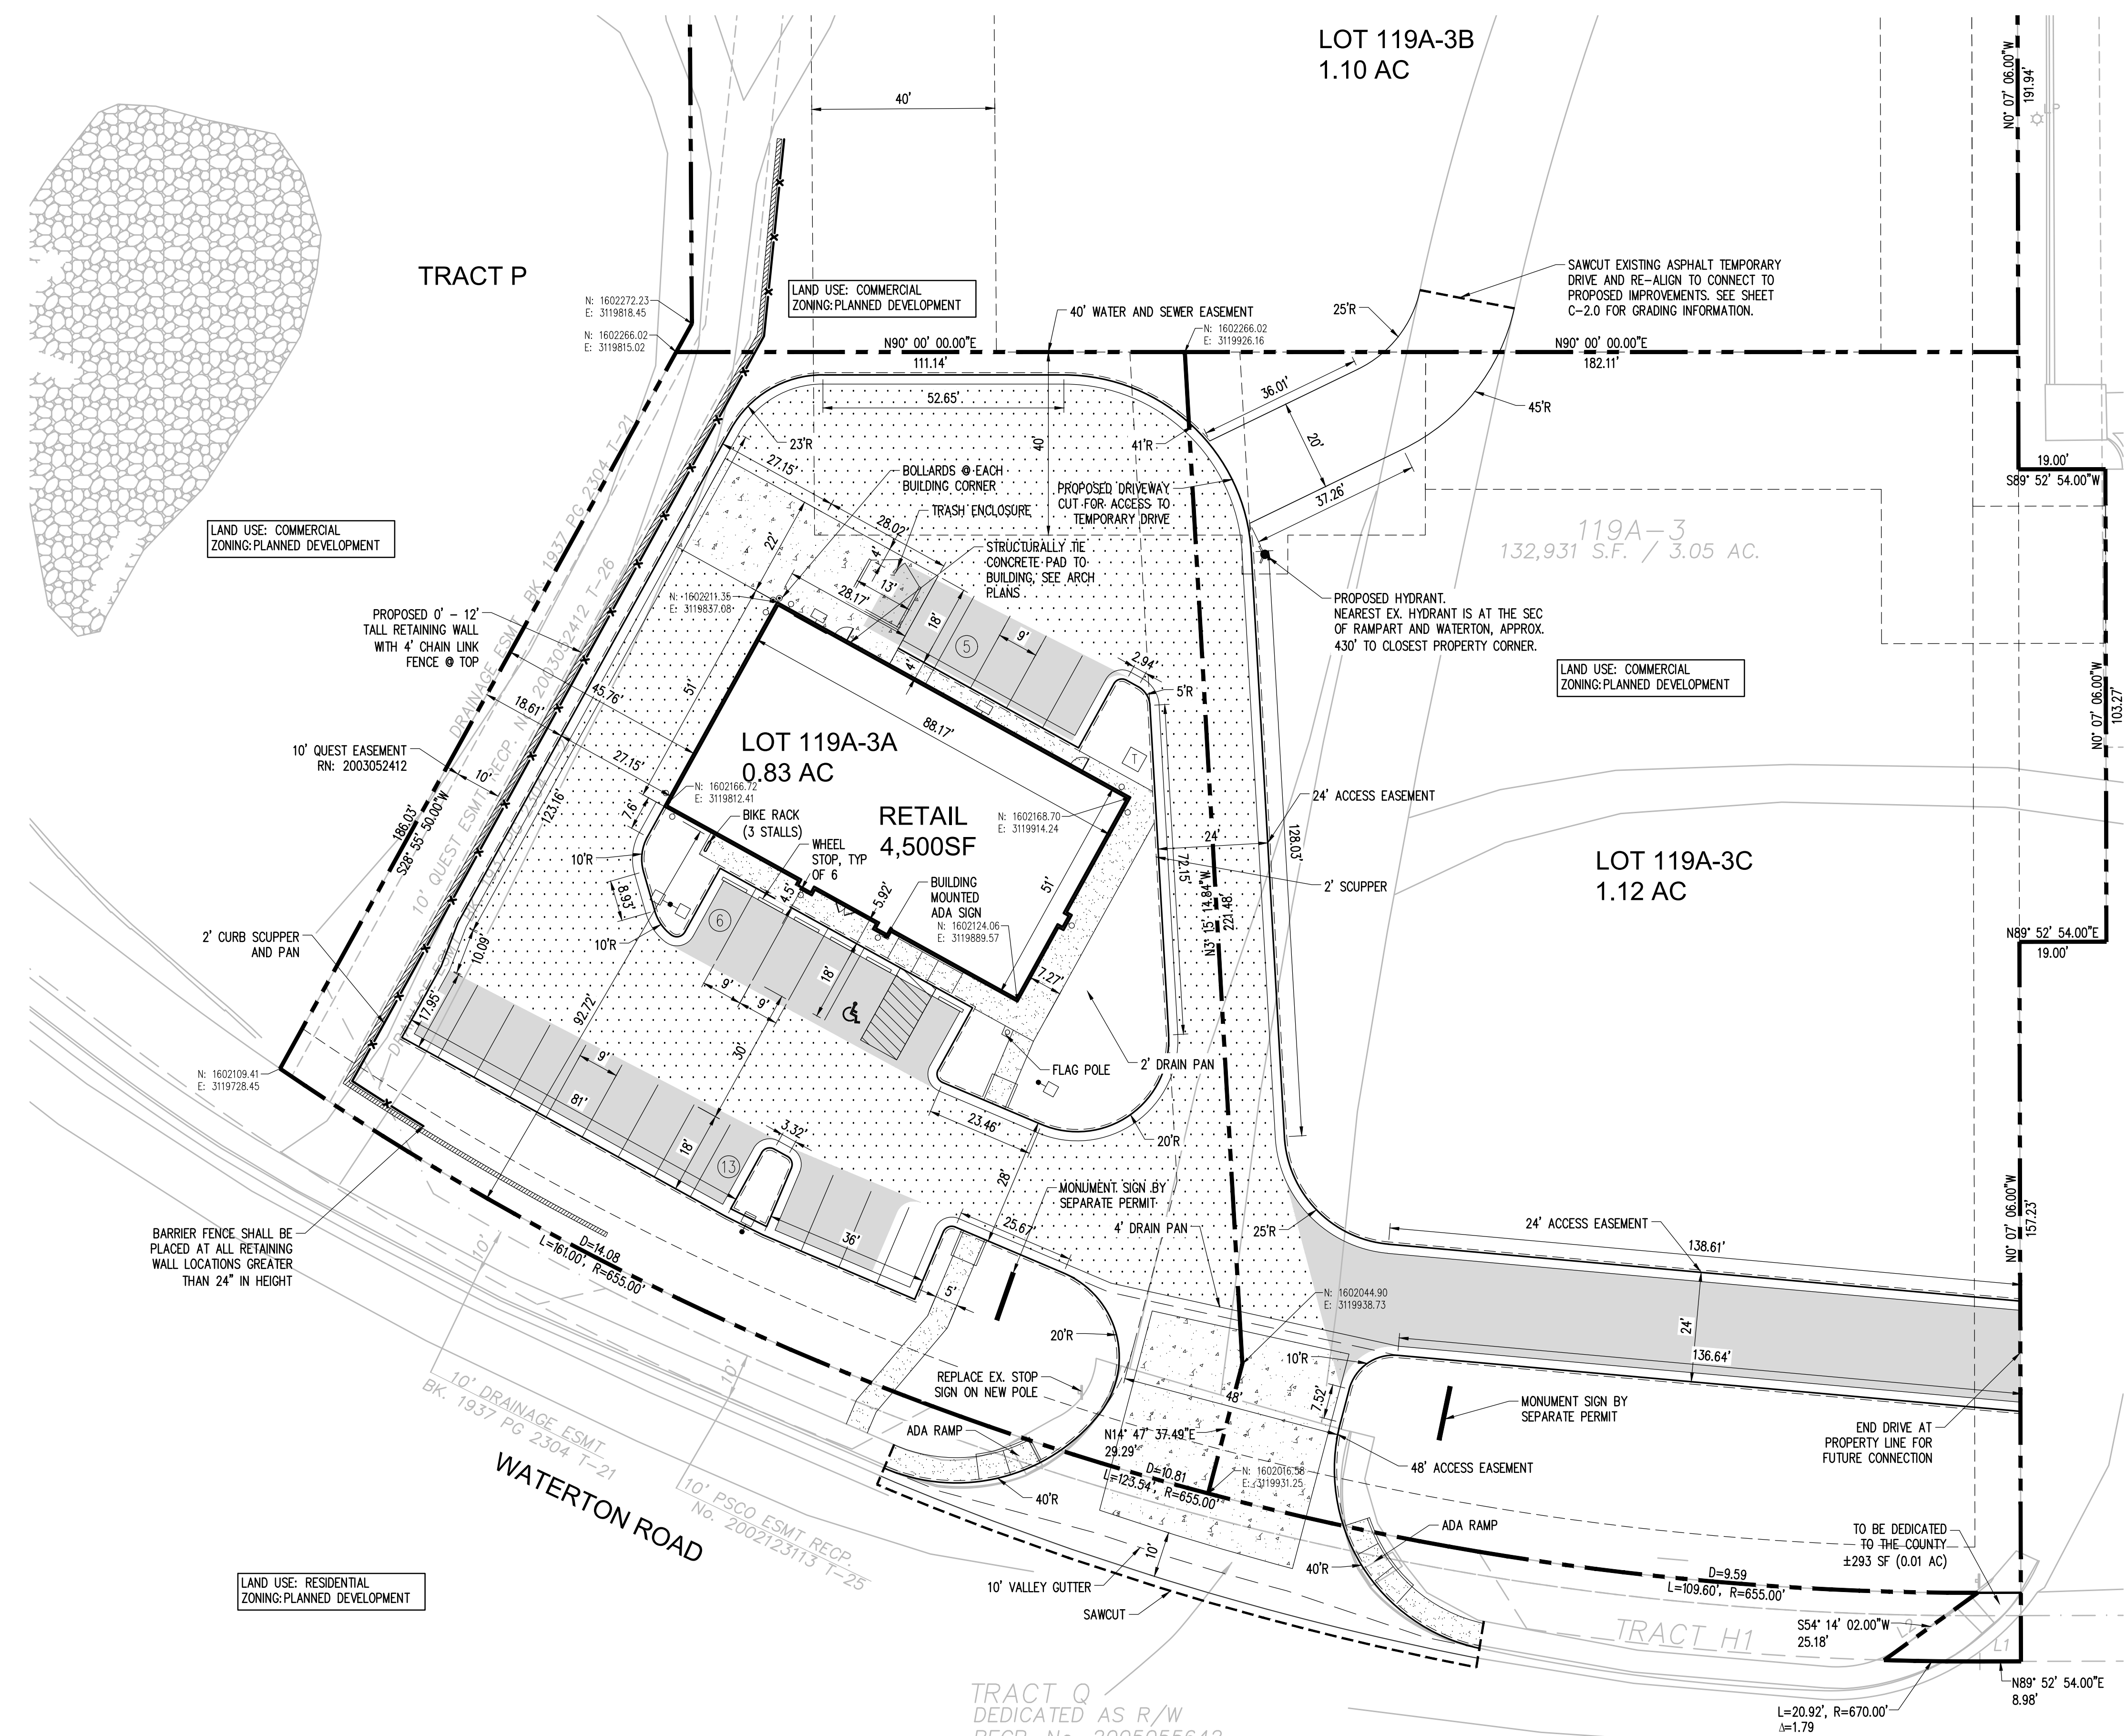 LOT 119A-3B
1.10 AC
N0° 07' 06.00"W
191.94'
LP
40'
TRACT P
SAWCUT EXISTING ASPHALT TEMPORARY
DRIVE AND RE-ALIGN TO CONNECT TO
PROPOSED IMPROVEMENTS. SEE SHEET
C-2.0 FOR GRADING INFORMATION.
LAND USE: COMMERCIAL
ZONING: PLANNED DEVELOPMENT
N: 1602272.23
E: 3119818.45
N: 1602266.02
E: 3119815.02
40' WATER AND SEWER EASEMENT
N: 1602266.02
E: 3119926.16
25'R
N90° 00' 00.00"E
111.14'
N90° 00' 00.00"E
182.11'
52.65'
36.01'
45'R
40'
23'R
41'R
20'
37.26'
27.15'
BOLLARDS @ EACH
BUILDING CORNER
PROPOSED DRIVEWAY
CUT FOR ACCESS TO
TEMPORARY DRIVE
TRASH ENCLOSURE
28.02'
22'
4'
13'
28.17'
STRUCTURALLY TIE
CONCRETE PAD TO
BUILDING, SEE ARCH
PLANS
19.00'
S89° 52' 54.00"W
119A-3
132,931 S.F. / 3.05 AC.
LAND USE: COMMERCIAL
ZONING: PLANNED DEVELOPMENT
DRAINAGE ESMT BK. 1937 PG 2304 T-21
10' QUEST ESMT RECP. No. 2003052412 T-26
N: 1602211.36
E: 3119837.08
PROPOSED HYDRANT.
NEAREST EX. HYDRANT IS AT THE SEC
OF RAMPART AND WATERTON, APPROX.
430' TO CLOSEST PROPERTY CORNER.
PROPOSED 0' - 12'
TALL RETAINING WALL
WITH 4' CHAIN LINK
FENCE @ TOP
18'
5
9'
4'
2.94'
5'R
51'
45.76'
18.61'
27.15'
88.17'
LAND USE: COMMERCIAL
ZONING: PLANNED DEVELOPMENT
N0° 07' 06.00"W
103.27'
10' QUEST EASEMENT
RN: 2003052412
10'
LOT 119A-3A
0.83 AC
T
N: 1602166.72
E: 3119812.41
RETAIL
4,500SF
N: 1602168.70
E: 3119914.24
24' ACCESS EASEMENT
186.03'
S28° 55' 50.00"W
123.16'
7.6'
BIKE RACK
(3 STALLS)
WHEEL
STOP, TYP
OF 6
24'
72.15'
128.03'
LOT 119A-3C
1.12 AC
10'R
8.93'
4.5'
5.92'
BUILDING
MOUNTED
ADA SIGN
N: 1602124.06
E: 3119889.57
51'
2' SCUPPER
N3° 15' 14.84"W
221.48'
6
10'R
2' CURB SCUPPER
AND PAN
10.09'
7.27'
N89° 52' 54.00"E
19.00'
17.95'
92.72'
9'
9'
18'
30'
N: 1602109.41
E: 3119728.45
9'
81'
FLAG POLE
2' DRAIN PAN
23.46'
20'R
3.32'
18'
13
28'
MONUMENT SIGN BY
SEPARATE PERMIT
25.67'
4' DRAIN PAN
25'R
24' ACCESS EASEMENT
138.61'
N0° 07' 06.00"W
157.23'
BARRIER FENCE SHALL BE
PLACED AT ALL RETAINING
WALL LOCATIONS GREATER
THAN 24" IN HEIGHT
D=14.08
L=161.00', R=655.00'
36'
5'
N: 1602044.90
E: 3119938.73
24'
136.64'
20'R
10'R
7.52'
48'
REPLACE EX. STOP
SIGN ON NEW POLE
MONUMENT SIGN BY
SEPARATE PERMIT
10'
10'
10' DRAINAGE ESMT.
BK. 1937 PG 2304 T-21
ADA RAMP
N14° 47' 37.49"E
29.29'
END DRIVE AT
PROPERTY LINE FOR
FUTURE CONNECTION
48' ACCESS EASEMENT
WATERTON ROAD
10' PSCO ESMT RECP.
No. 2002123113 T-25
D=10.81
L=123.54', R=655.00'
N: 1602016.58
E: 3119931.25
40'R
ADA RAMP
TO BE DEDICATED
TO THE COUNTY
±293 SF (0.01 AC)
10'
40'R
LAND USE: RESIDENTIAL
ZONING: PLANNED DEVELOPMENT
10' VALLEY GUTTER
SAWCUT
D=9.59
L=109.60', R=655.00'
TRACT H1
S54° 14' 02.00"W
25.18'
L2
L1
N89° 52' 54.00"E
8.98'
TRACT Q
DEDICATED AS R/W
L=20.92', R=670.00'
Δ=1.79